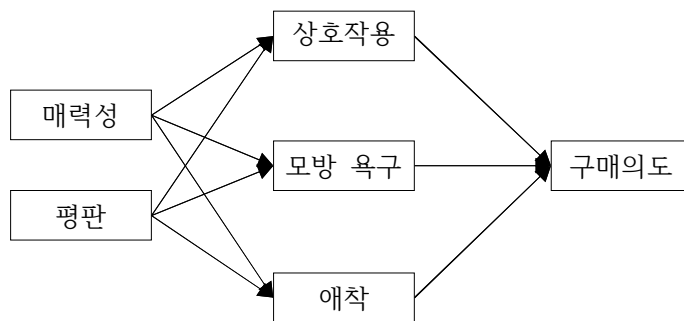 상호작용
매력성
모방 욕구
구매의도
평판
애착